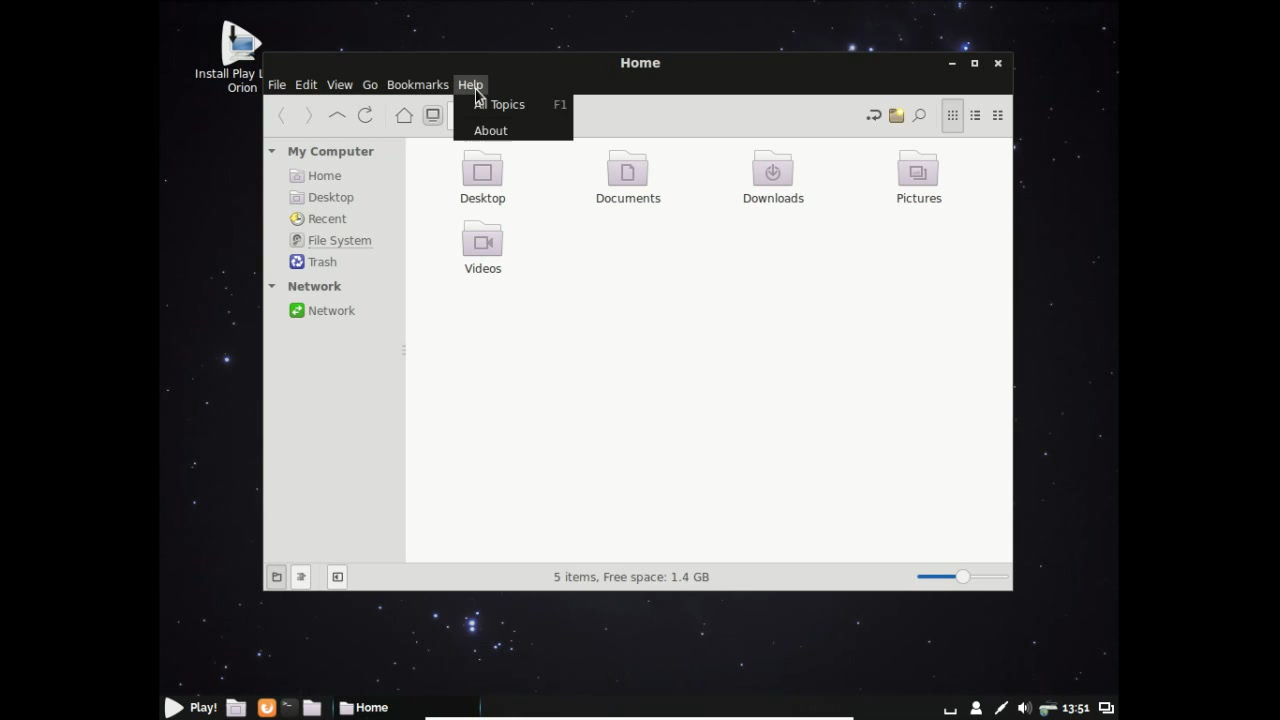 Install Play L
Orion
Home
File Edit View Go Bookmarks Help
All Topics F1
About
My Computer
Home
Desktop
Recent
File System
Trash
Network
Network
Desktop
Documents
Downloads
Pictures
Videos
5 items, Free space: 1.4 GB
Play!
Home
13:51